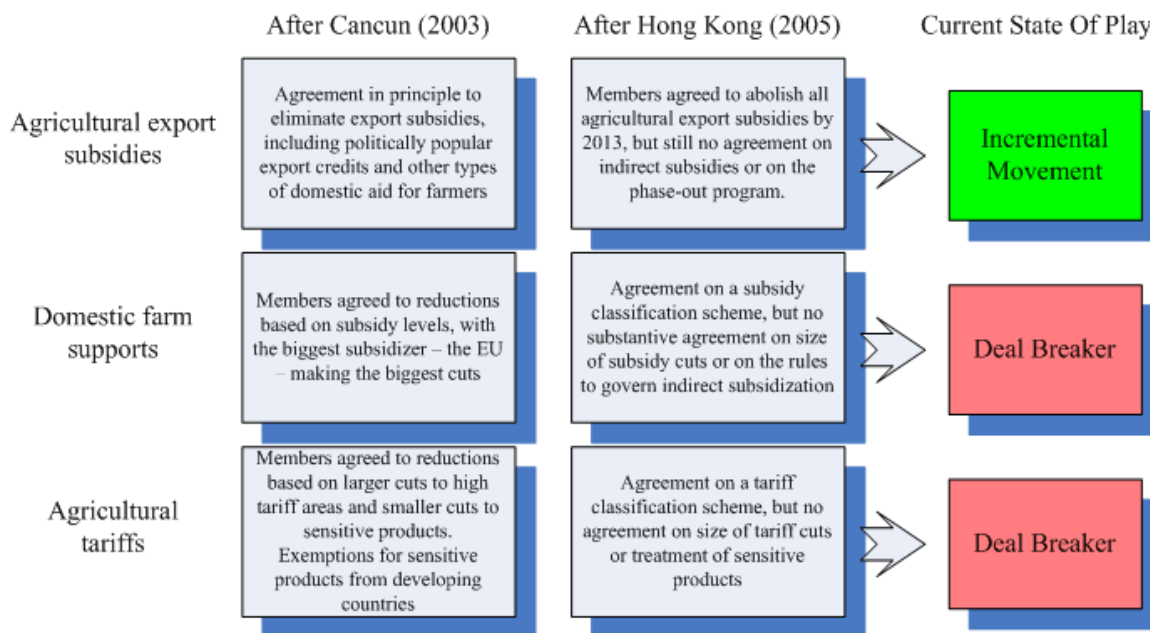 After Cancun (2003)
After Hong Kong (2005)
Current State Of Play
Agricultural export
subsidies
Agreement in principle to
eliminate export subsidies,
including politically popular
export credits and other types
of domestic aid for farmers
Members agreed to abolish all
agricultural export subsidies by
2013, but still no agreement on
indirect subsidies or on the
phase-out program.
Incremental
Movement
Domestic farm
supports
Members agreed to reductions
based on subsidy levels, with
the biggest subsidizer – the EU
– making the biggest cuts
Agreement on a subsidy
classification scheme, but no
substantive agreement on size
of subsidy cuts or on the rules
to govern indirect subsidization
Deal Breaker
Agricultural
tariffs
Members agreed to reductions
based on larger cuts to high
tariff areas and smaller cuts to
sensitive products.
Exemptions for sensitive
products from developing
countries
Agreement on a tariff
classification scheme, but no
agreement on size of tariff cuts
or treatment of sensitive
products
Deal Breaker